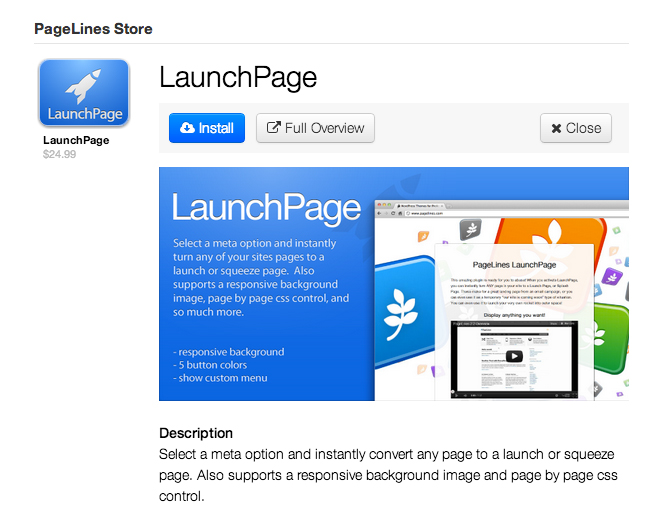 PageLines Store
LaunchPage
LaunchPage
$24.99
LaunchPage
Install
Full Overview
Close
LaunchPage
Select a meta option and instantly
turn any of your sites pages to a
launch or squeeze page. Also
supports a responsive background
image, page by page css control, and
so much more.
- responsive background
- 5 button colors
- show custom menu
www.pagelines.com
PageLines LaunchPage
Display anything you want!
Description
Select a meta option and instantly convert any page to a launch or squeeze
page. Also supports a responsive background image and page by page css
control.